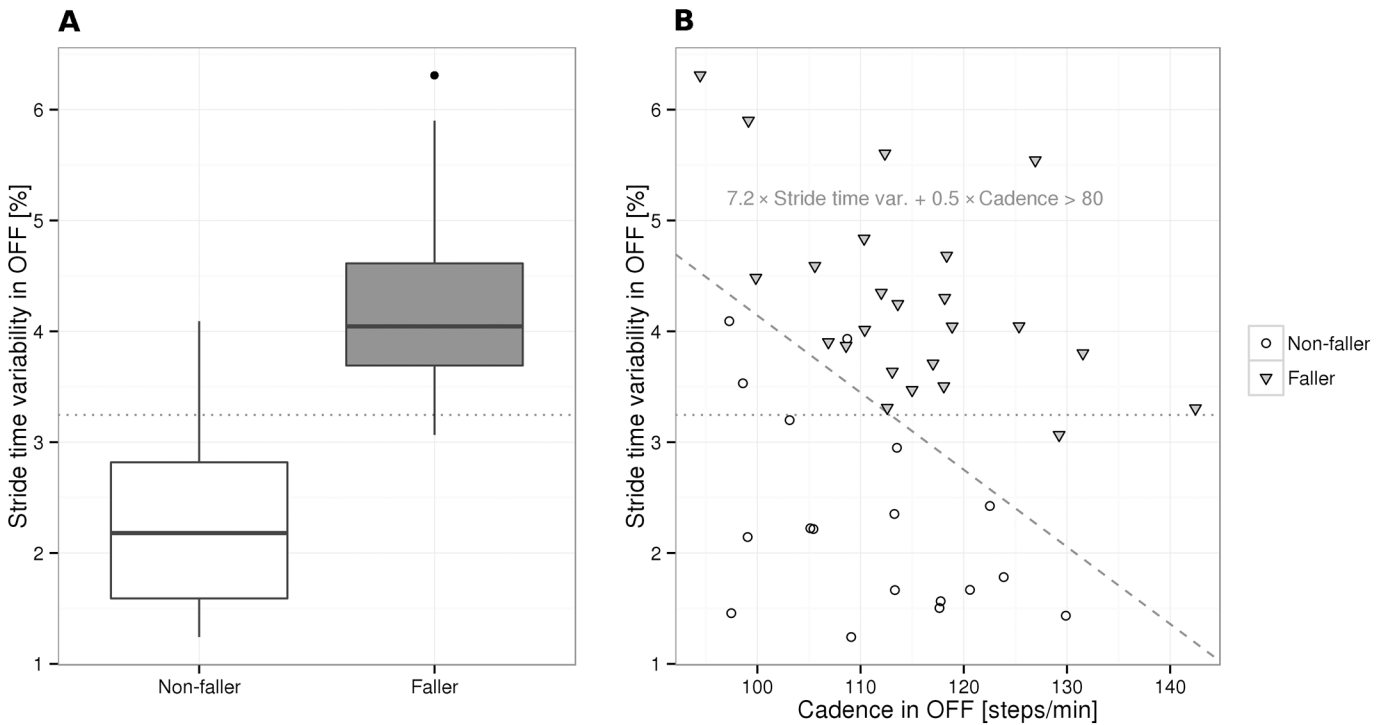 A
B
Stride time variability in OFF [%]
6
5
4
3
2
1
Non-faller
Faller
Stride time variability in OFF [%]
6
5
4
3
2
1
7.2 × Stride time var. + 0.5 × Cadence > 80
100
110
120
130
140
Cadence in OFF [steps/min]
Non-faller
Faller